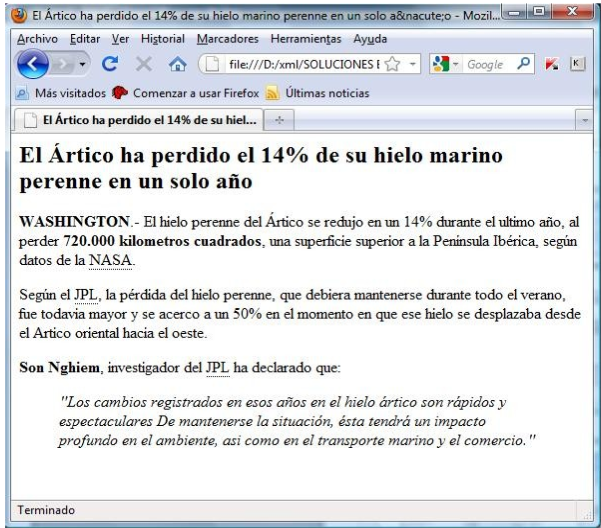 El Ártico ha perdido el 14% de su hielo marino perenne en un solo a&nacute;o - Mozil...
Archivo Editar Ver Historial Marcadores Herramientas Ayuda
file:///D:/xml/SOLUCIONES E Google K
Más visitados Comenzar a usar Firefox Últimas noticias
El Ártico ha perdido el 14% de su hiel...
El Ártico ha perdido el 14% de su hielo marino
perenne en un solo año
WASHINGTON.- El hielo perenne del Ártico se redujo en un 14% durante el ultimo año, al
perder 720.000 kilometros cuadrados, una superficie superior a la Peninsula Ibérica, según
datos de la NASA.
Según el JPL, la pérdida del hielo perenne, que debiera mantenerse durante todo el verano,
fue todavia mayor y se acerco a un 50% en el momento en que ese hielo se desplazaba desde
el Artico oriental hacia el oeste.
Son Nghiem, investigador del JPL ha declarado que:
"Los cambios registrados en esos años en el hielo ártico son rápidos y
espectaculares De mantenerse la situación, ésta tendrá un impacto
profundo en el ambiente, asi como en el transporte marino y el comercio."
Terminado